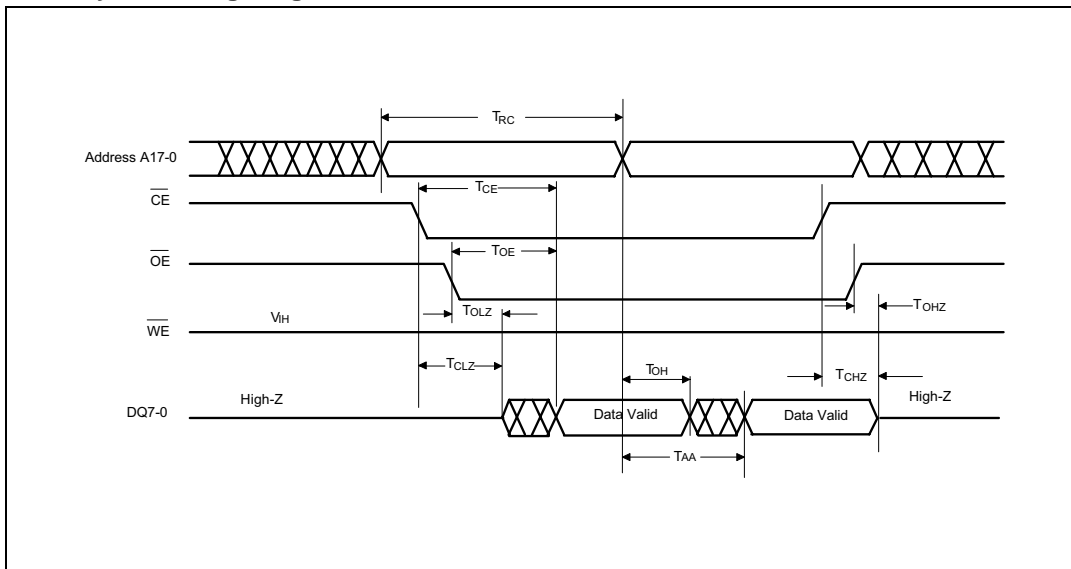 TRC
Address A17-0
TCE
CE
TOE
OE
TOLZ
TOHZ
VIH
WE
TCLZ
TOH
TCHZ
High-Z
High-Z
DQ7-0
Data Valid
Data Valid
TAA